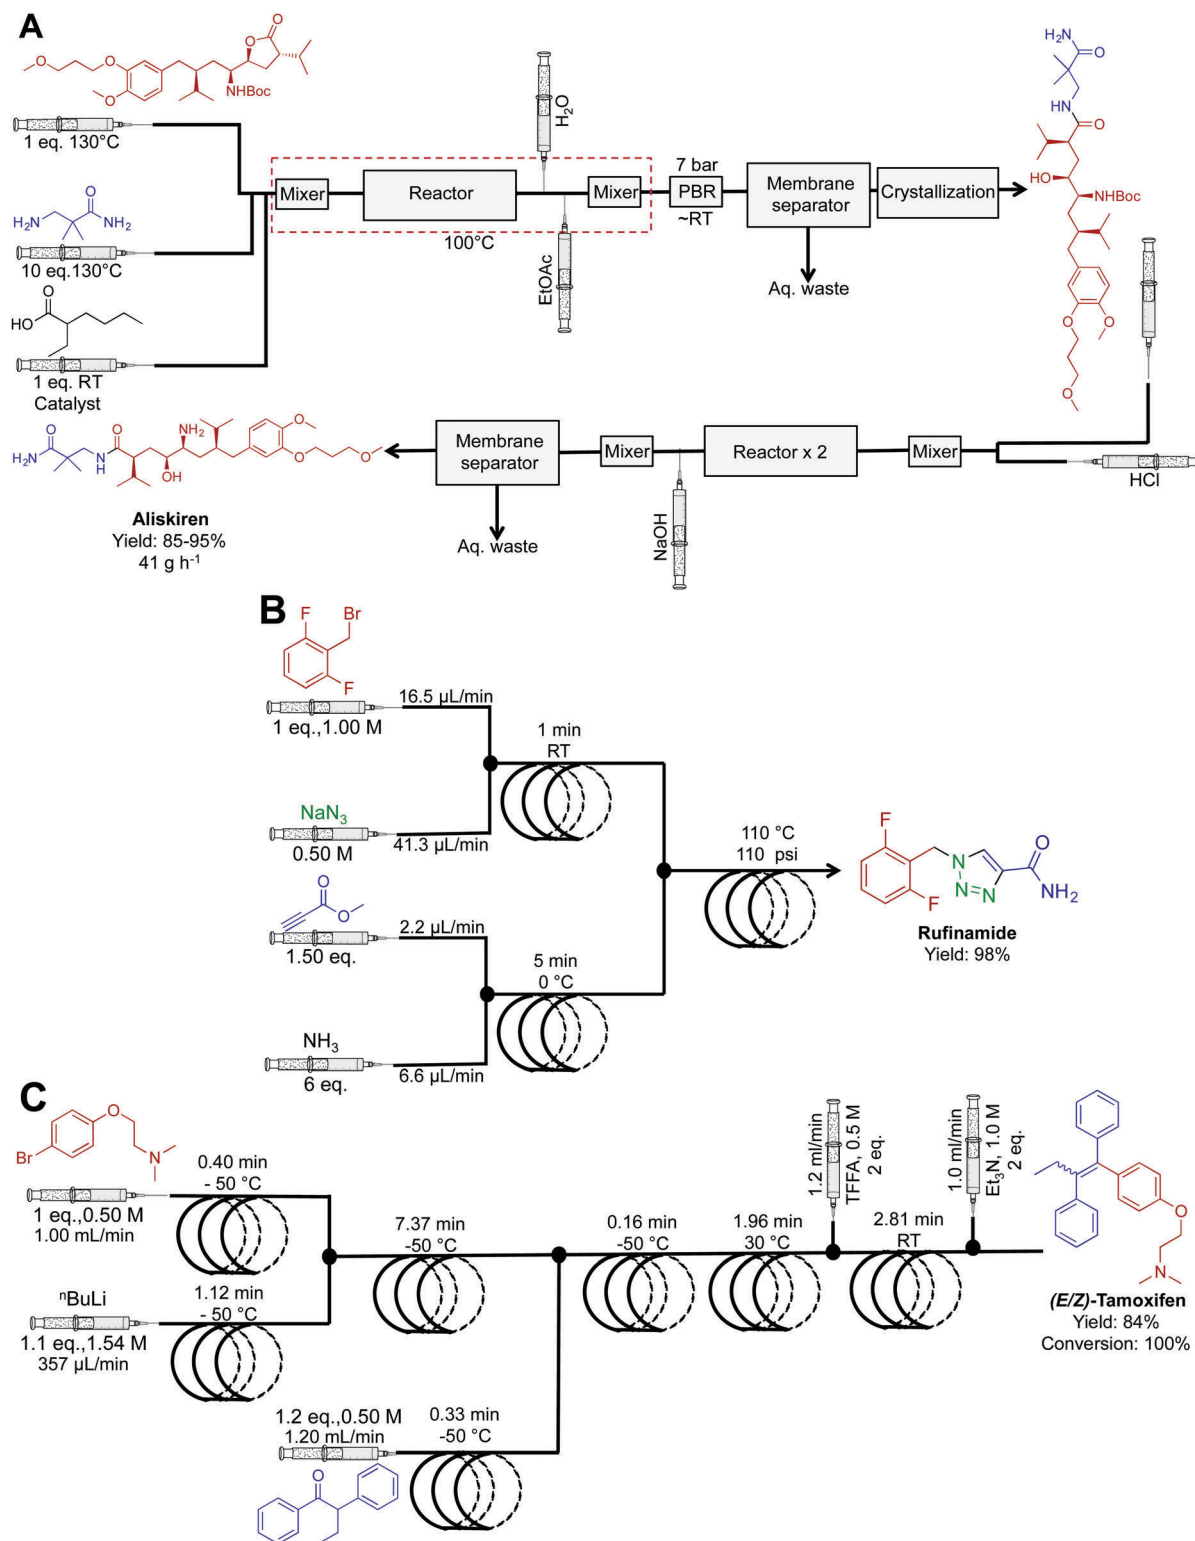 A
O
O
O
O
O
NHBoc
1 eq. 130°C
H₂O
H₂N
O
NH₂
10 eq.130°C
O
HO
1 eq. RT
Catalyst
Mixer
Reactor
Mixer
100°C
EtOAc
7 bar
PBR
~RT
Membrane
separator
Aq. waste
Crystallization
H₂N
O
HN
O
HO
NHBoc
O
O
O
HCl
Mixer
Reactor x 2
NaOH
Mixer
Membrane
separator
Aq. waste
O
H₂N
N
H
O
OH
NH₂
O
O
O
Aliskiren
Yield: 85-95%
41 g h⁻¹
B
F
Br
F
1 eq.,1.00 M
16.5 µL/min
NaN₃
0.50 M
41.3 µL/min
1 min
RT
O
O
1.50 eq.
2.2 µL/min
NH₃
6 eq.
6.6 µL/min
5 min
0 °C
110 °C
110 psi
F
F
N
N
N
O
NH₂
Rufinamide
Yield: 98%
C
Br
O
N
1 eq.,0.50 M
1.00 mL/min
0.40 min
- 50 °C
ⁿBuLi
1.1 eq.,1.54 M
357 µL/min
1.12 min
- 50°C
7.37 min
-50 °C
1.2 eq.,0.50 M
1.20 mL/min
O
0.33 min
-50 °C
0.16 min
-50 °C
1.96 min
30 °C
1.2 ml/min
TFFA, 0.5 M
2 eq.
2.81 min
RT
1.0 ml/min
Et₃N, 1.0 M
2 eq.
O
N
(E/Z)-Tamoxifen
Yield: 84%
Conversion: 100%